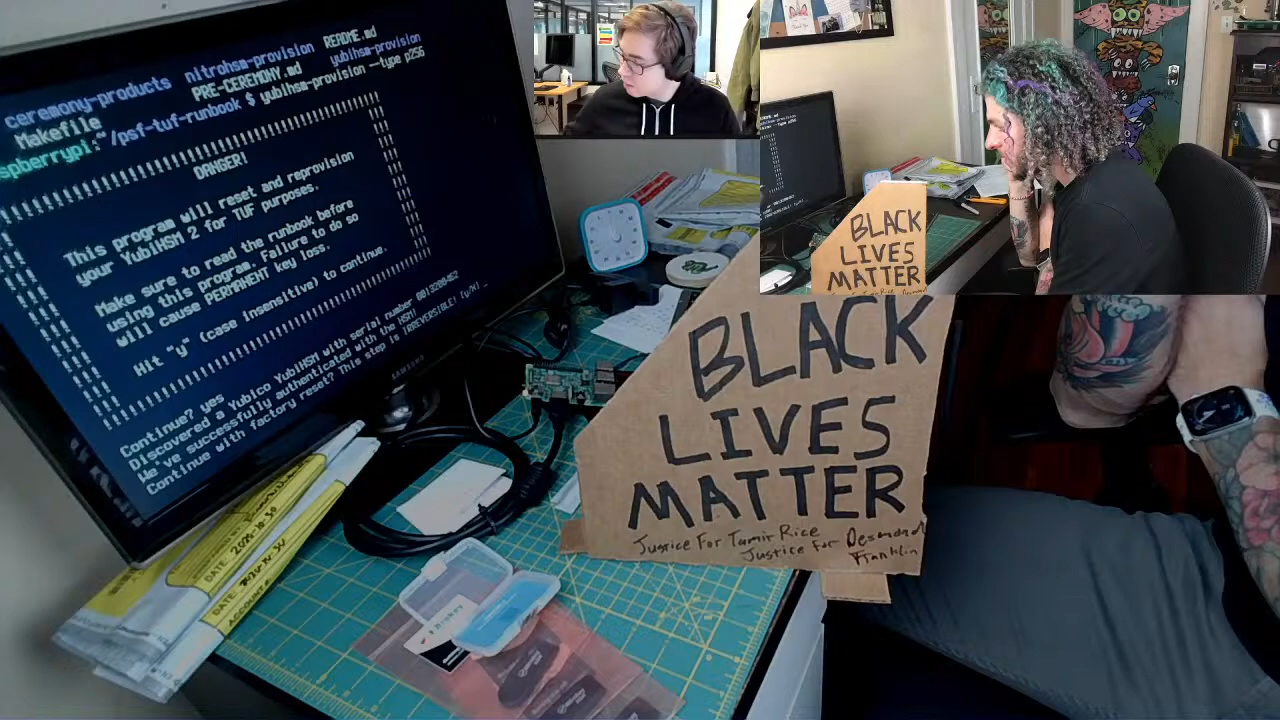 ceremony-products nitrohsm-provision README.md
Makefile PRE-CEREMONY.md yubihsm-provision
spberrypi:~/psf-tuf-runbook $ yubihsm-provision --type p256
DANGER!
This program will reset and reprovision
your YubiHSM 2 for TUF purposes.
Make sure to read the runbook before
using this program. Failure to do so
will cause PERMANENT key loss.
Hit "y" (case insensitive) to continue.
Continue? yes
Discovered a Yubico YubiHSM with serial number
We've successfully authenticated with the HSM!
Continue with factory reset? This step is IRREVERSIBLE! (y/N)
SAMSUNG
BLACK
LIVES
MATTER
Justice For Tamir Rice
Justice for Desmond
Franklin
DATE
DATE
ACCOUNT
BLACK
LIVES
MATTER